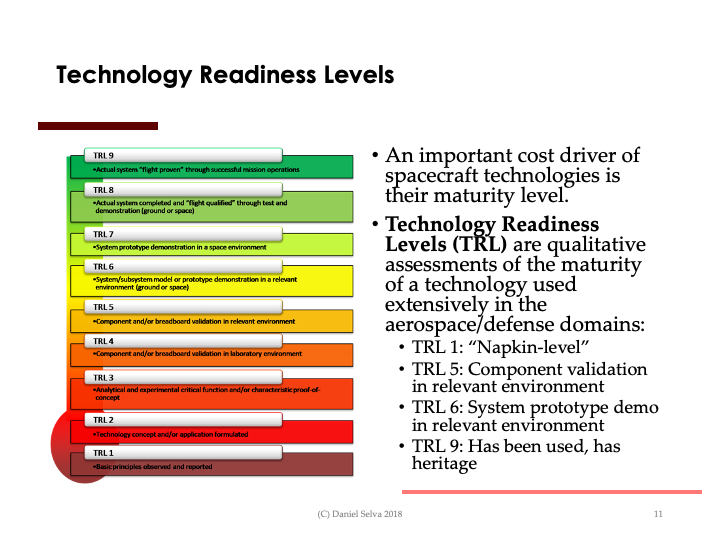 Technology Readiness Levels
TRL 9
•Actual system "flight proven" through successful mission operations
TRL 8
•Actual system completed and "flight qualified" through test and
demonstration (ground or space)
TRL 7
•System prototype demonstration in a space environment
TRL 6
•System/subsystem model or prototype demonstration in a relevant
environment (ground or space)
TRL 5
•Component and/or breadboard validation in relevant environment
TRL 4
•Component and/or breadboard validation in laboratory environment
TRL 3
•Analytical and experimental critical function and/or characteristic proof-of-
concept
TRL 2
•Technology concept and/or application formulated
TRL 1
•Basic principles observed and reported
• An important cost driver of
spacecraft technologies is
their maturity level.
• Technology Readiness
Levels (TRL) are qualitative
assessments of the maturity
of a technology used
extensively in the
aerospace/defense domains:
• TRL 1: “Napkin-level”
• TRL 5: Component validation
in relevant environment
• TRL 6: System prototype demo
in relevant environment
• TRL 9: Has been used, has
heritage
(C) Daniel Selva 2018
11